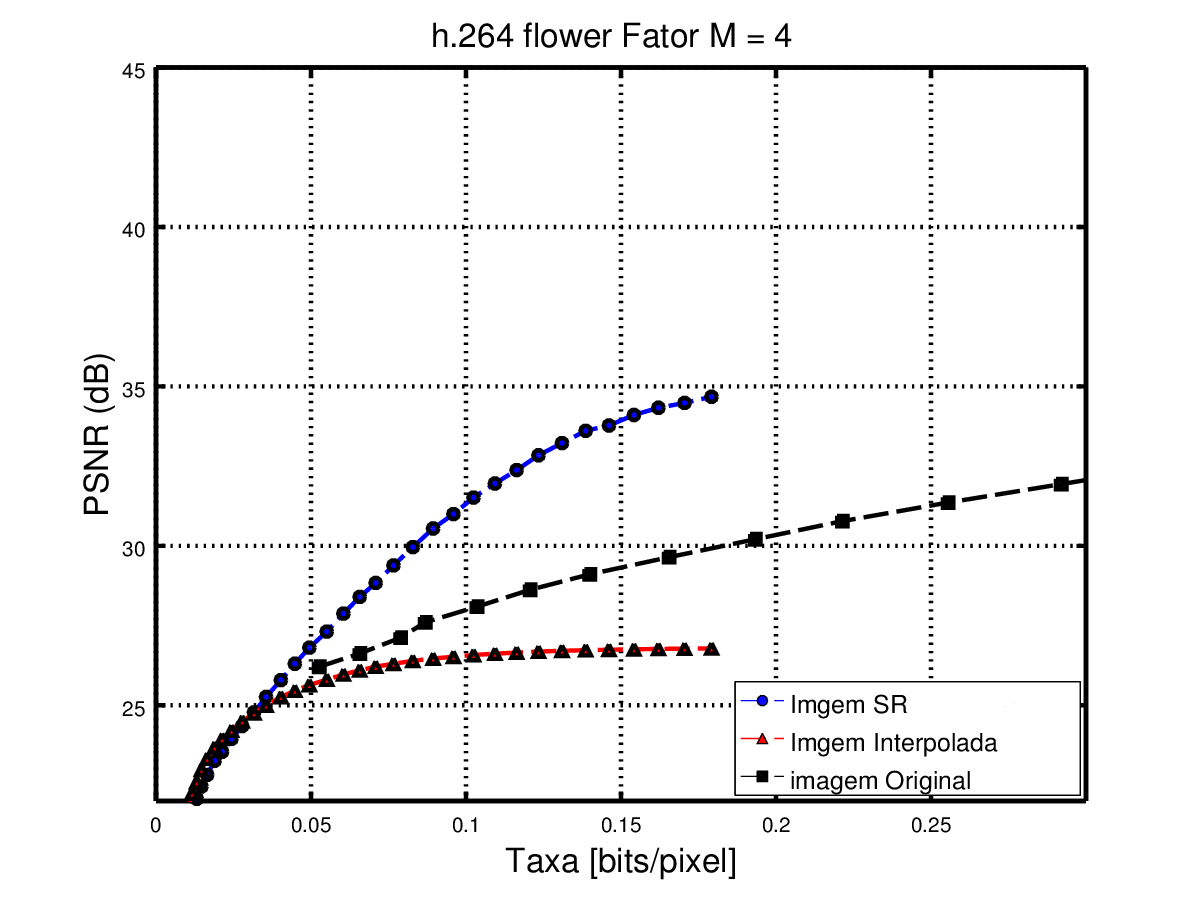 h.264 flower Fator M = 4
45
40
35
30
25
PSNR (dB)
Imgem SR
Imgem Interpolada
imagem Original
0 0.05 0.1 0.15 0.2 0.25
Taxa [bits/pixel]